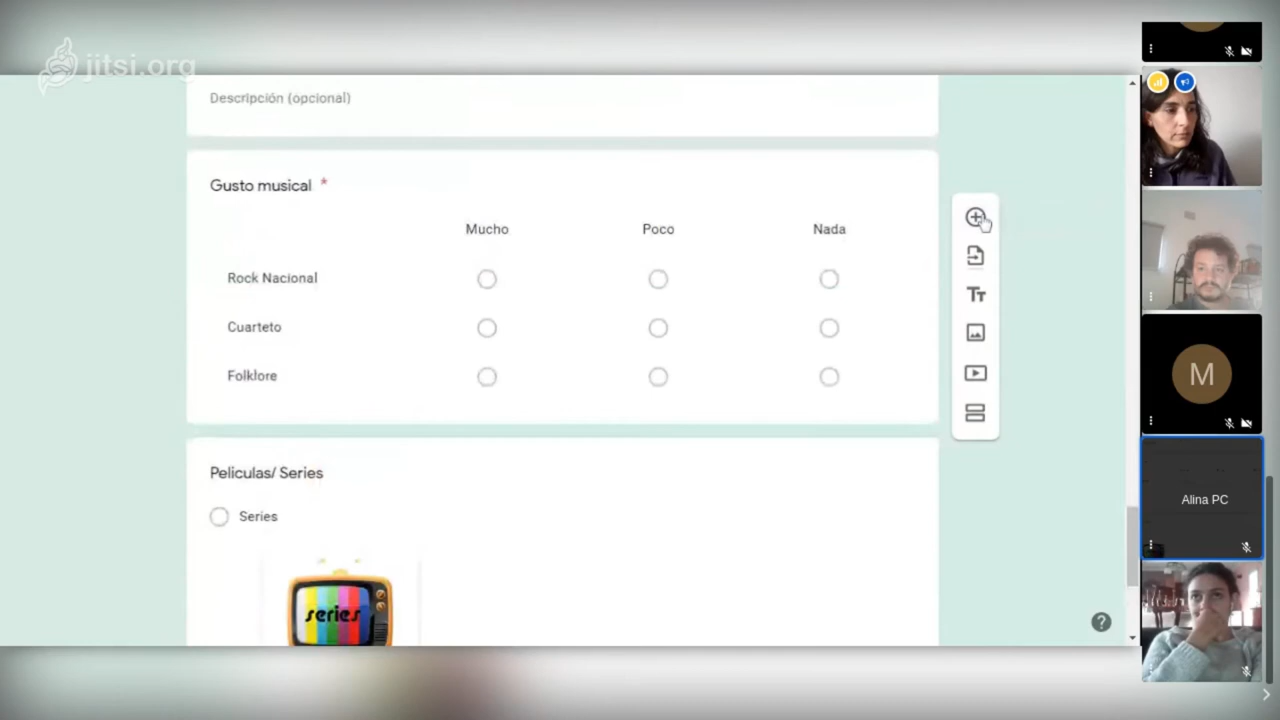 jitsi.org
Descripción (opcional)
Gusto musical *
Mucho Poco Nada
Rock Nacional
Cuarteto
Folklore
Peliculas/ Series
Series
series
Tт
M
Alina PC
?